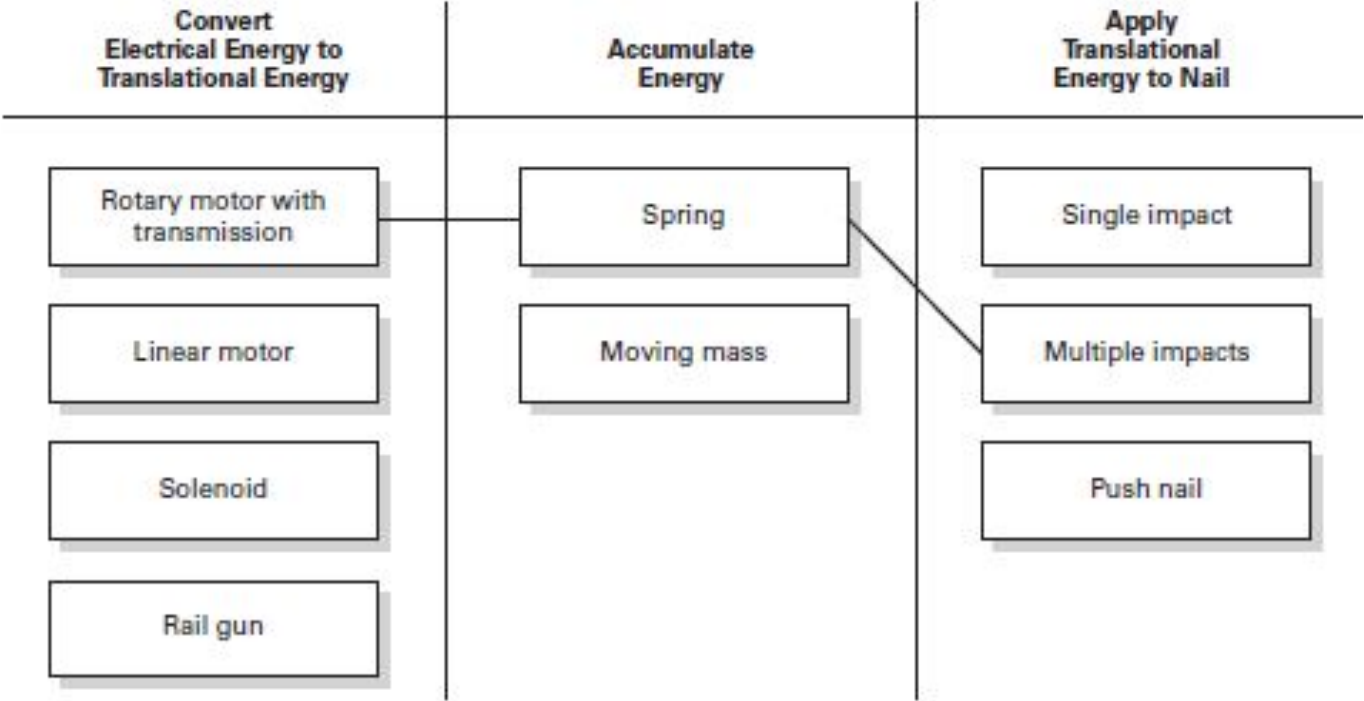 Convert
Electrical Energy to
Translational Energy
Accumulate
Energy
Apply
Translational
Energy to Nail
Rotary motor with
transmission
Spring
Single impact
Linear motor
Moving mass
Multiple impacts
Solenoid
Push nail
Rail gun